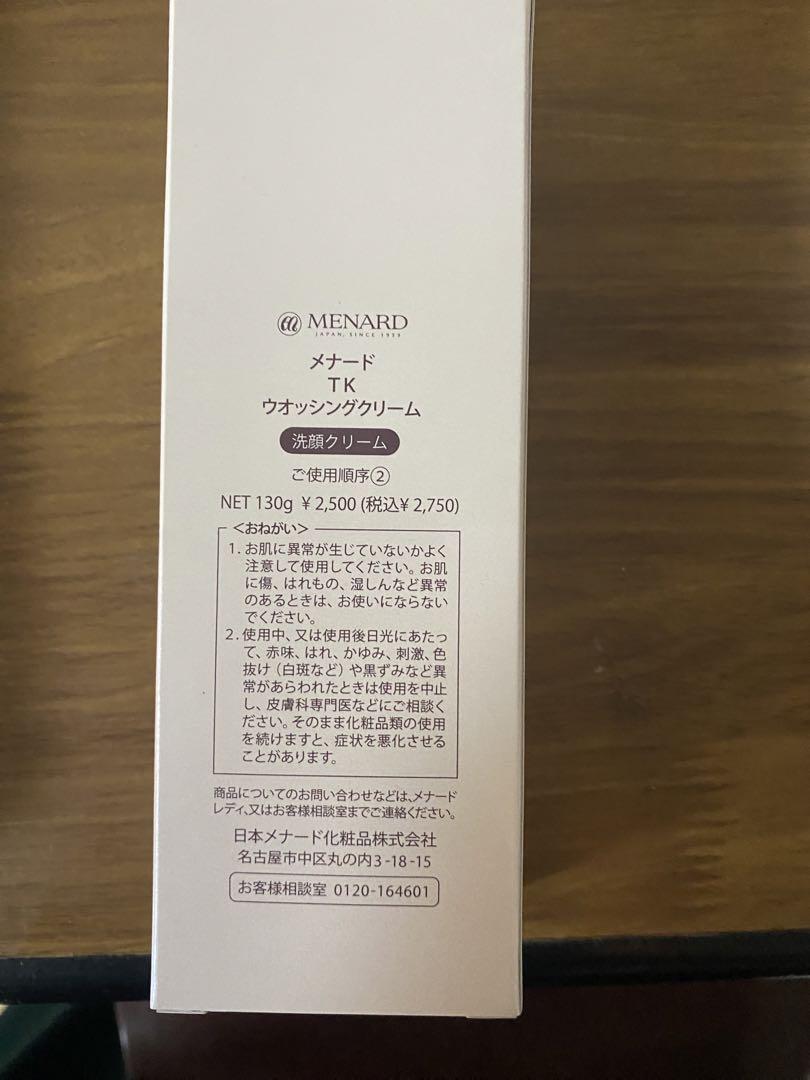 MENARD
JAPAN, SINCE 1959
メナード
TK
ウオッシングクリーム
洗顔クリーム
ご使用順序②
NET 130g ¥2,500 (税込¥2,750)
<おねがい>
1. お肌に異常が生じていないかよく
注意して使用してください。お肌
に傷、はれもの、湿しんなど異常
のあるときは、お使いにならない
でください。
2. 使用中、又は使用後日光にあたっ
て、赤味、はれ、かゆみ、刺激、色
抜け(白斑など)や黒ずみなど異
常があらわれたときは使用を中止
し、皮膚科専門医などにご相談く
ださい。そのまま化粧品類の使用
を続けますと、症状を悪化させる
ことがあります。
商品についてのお問い合わせなどは、メナード
レディ、又はお客様相談室までご連絡ください。
日本メナード化粧品株式会社
名古屋市中区丸の内3-18-15
お客様相談室 0120-164601